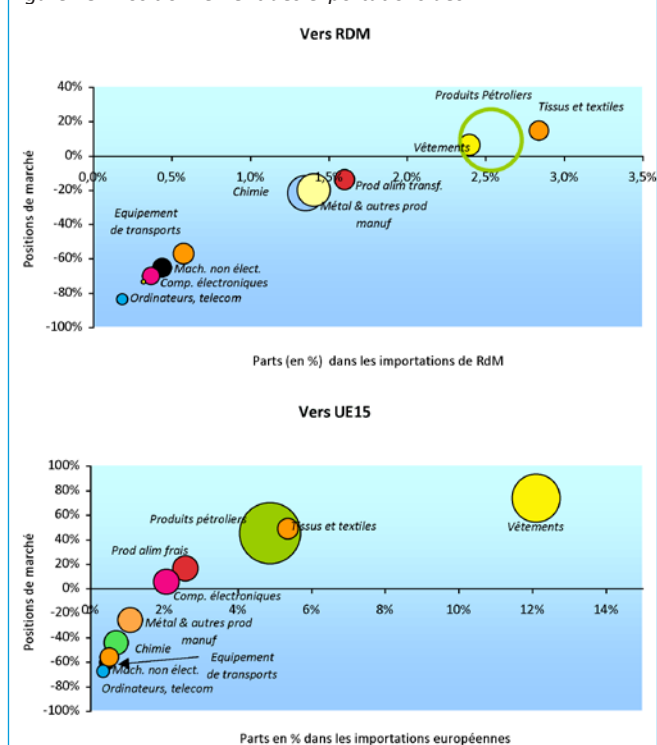 Vers RDM
40%
20%
0%
-20%
-40%
-60%
-80%
-100%
0,0%
0,5%
1,0%
1,5%
2,0%
2,5%
3,0%
3,5%
Positions de marché
Produits Pétroliers
Tissus et textiles
Vêtements
Chimie
Prod alim transf.
Métal & autres prod
manuf
Equipement
de transports
Mach. non élect.
Comp. électroniques
Ordinateurs, telecom
Parts (en %) dans les importations de RdM
Vers UE15
100%
80%
60%
40%
20%
0%
-20%
-40%
-60%
-80%
-100%
0%
2%
4%
6%
8%
10%
12%
14%
Positions de marché
Produits pétroliers
Tissus et textiles
Vêtements
Prod alim frais
Comp. électroniques
Métal & autres prod
manuf
Chimie
Equipement
de transports
Mach. non élect.
Ordinateurs, telecom
Parts en % dans les importations européennes